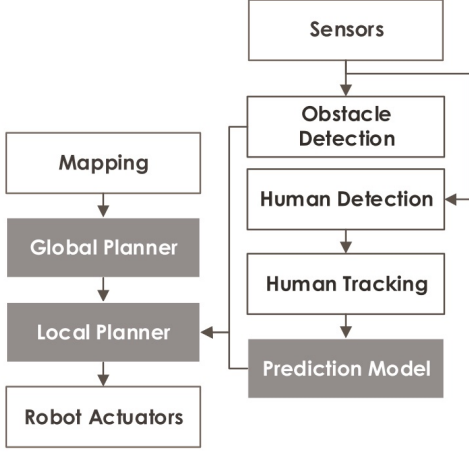 Sensors
Obstacle
Detection
Mapping
Human Detection
Global Planner
Human Tracking
Local Planner
Prediction Model
Robot Actuators